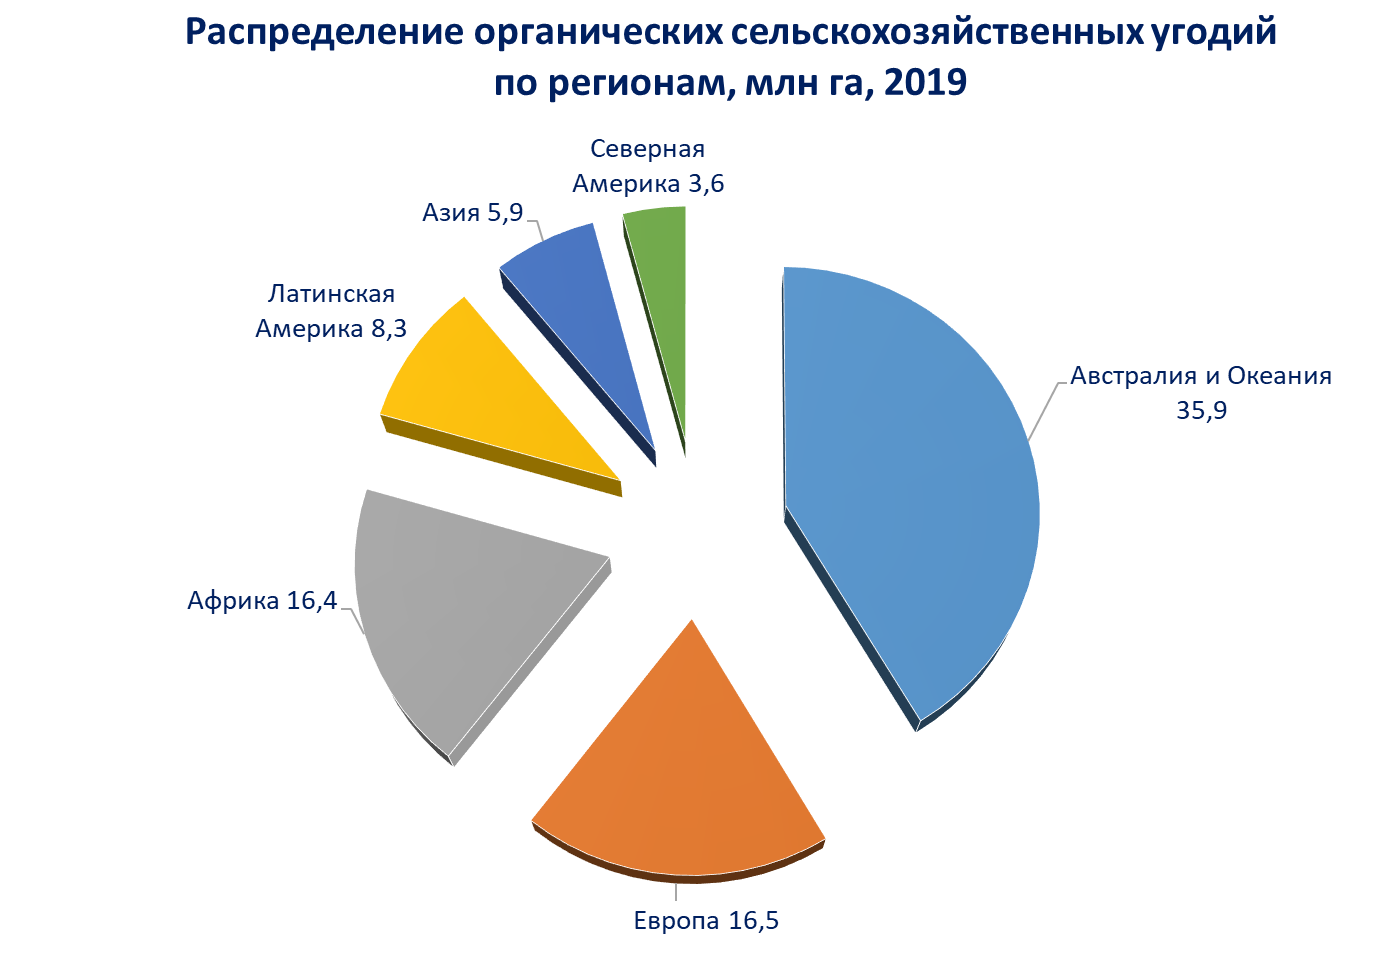 Распределение органических сельскохозяйственных угодий
по регионам, млн га, 2019
Северная
Америка 3,6
Азия 5,9
Латинская
Америка 8,3
Австралия и Океания
35,9
Африка 16,4
Европа 16,5